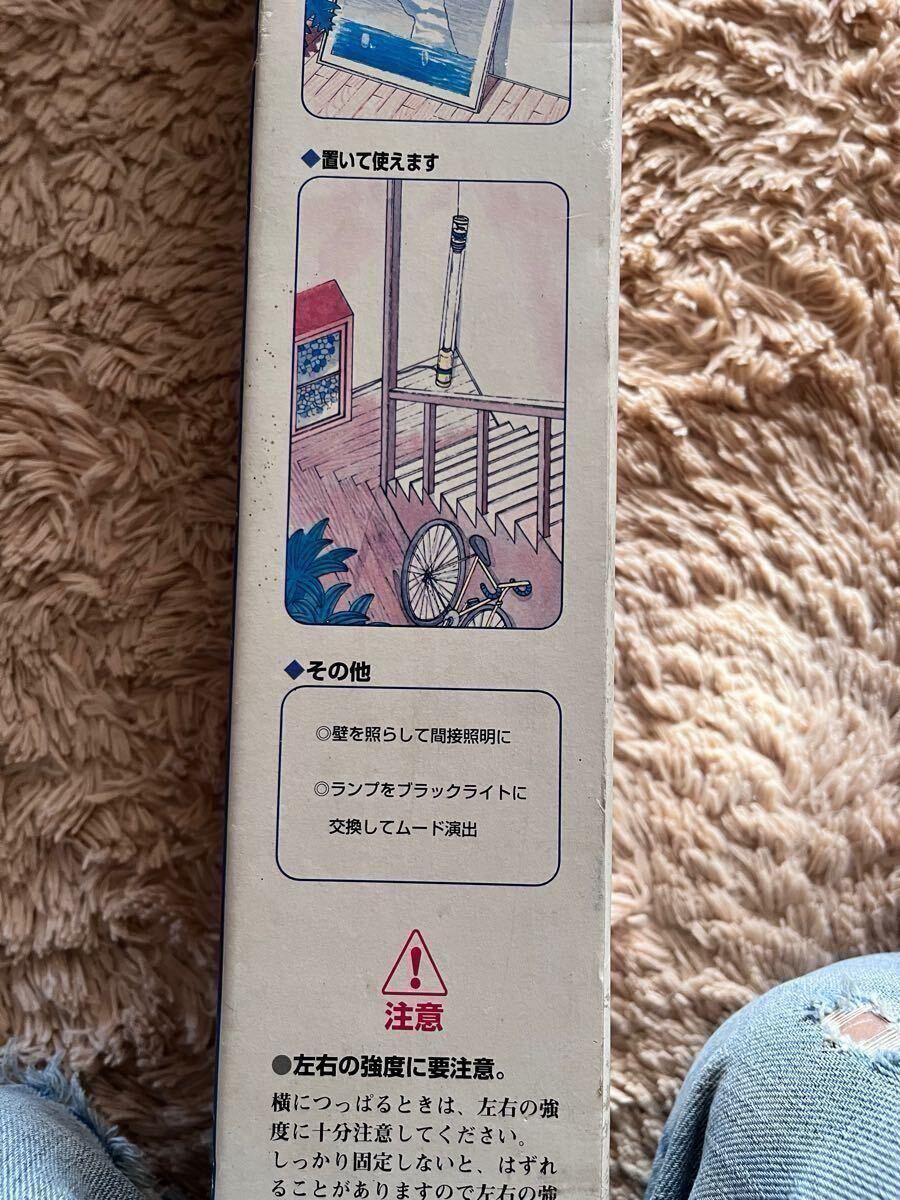 ◆置いて使えます
◆その他
◎壁を照らして間接照明に
◎ランプをブラックライトに
交換してムード演出
注意
●左右の強度に要注意。
横につっぱるときは、左右の強
度に十分注意してください。
しっかり固定しないと、はずれ
ることがありますので左右の強